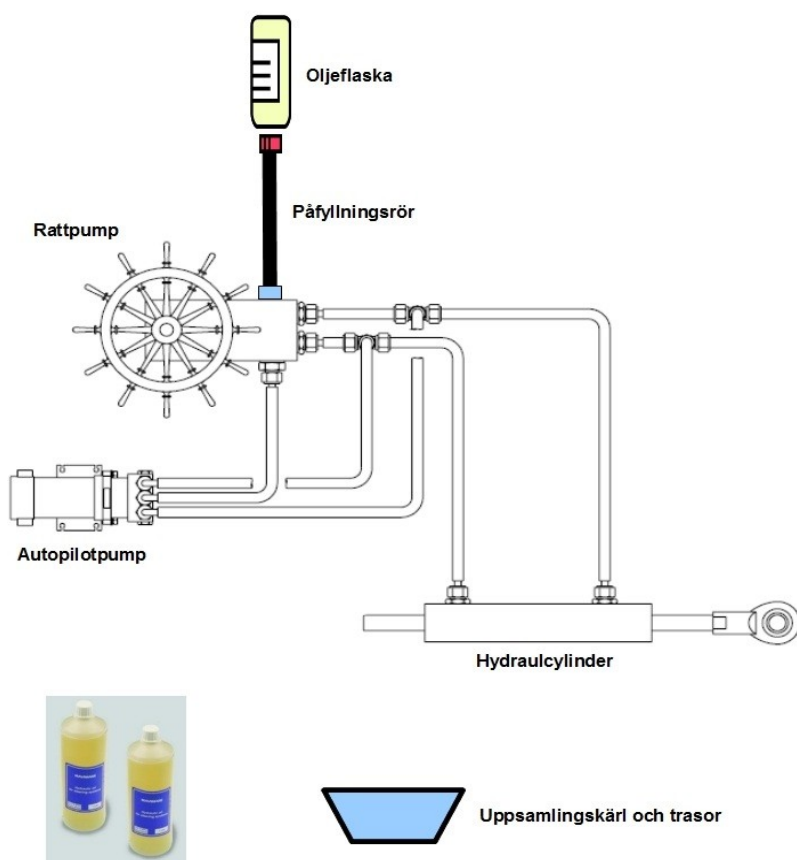 Oljeflaska
Påfyllningsrör
Rattpump
Autopilotpump
Hydraulcylinder
Uppsamlingskärl och trasor